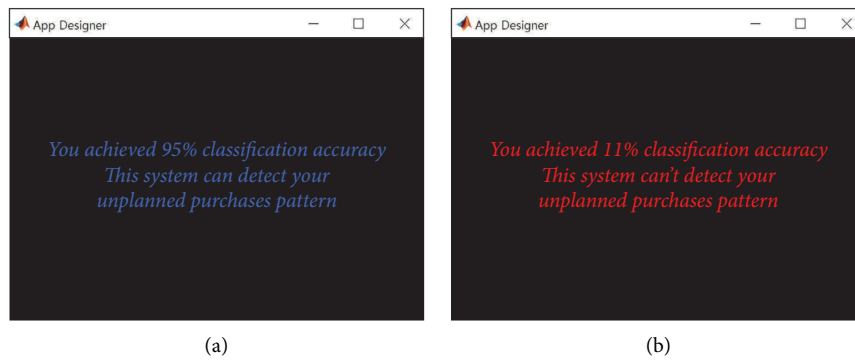 App Designer
You achieved 95% classification accuracy
This system can detect your
unplanned purchases pattern
(a)
App Designer
You achieved 11% classification accuracy
This system can't detect your
unplanned purchases pattern
(b)